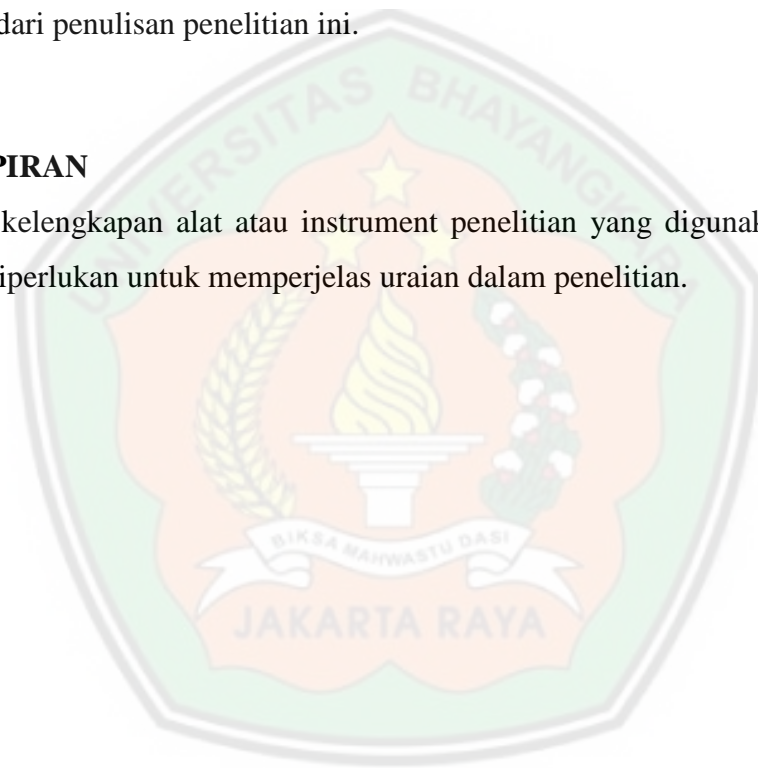 dari penulisan penelitian ini.
PIRAN
kelengkapan alat atau instrument penelitian yang digunak
iperlukan untuk memperjelas uraian dalam penelitian.
UNIVERSITAS BHAYANGKARA
BIKSA MAHWASTU DASI
JAKARTA RAYA